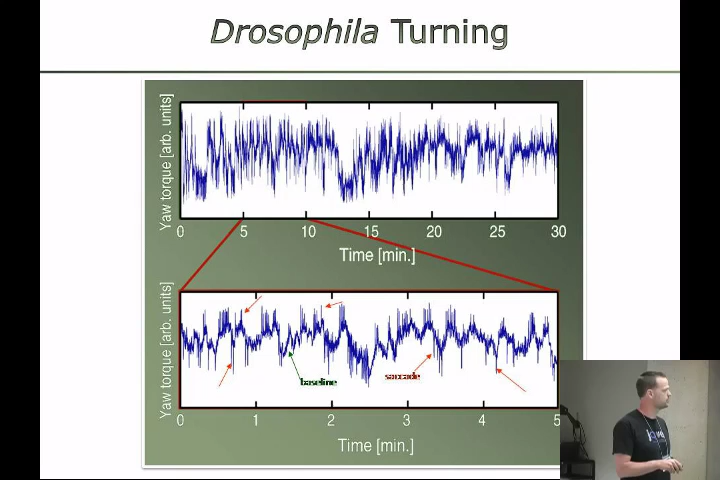 Drosophila Turning
Yaw torque [arb. units]
0 5 10 15 20 25 30
Time [min.]
Yaw torque [arb. units]
baseline
saccade
0 1 2 3 4 5
Time [min.]